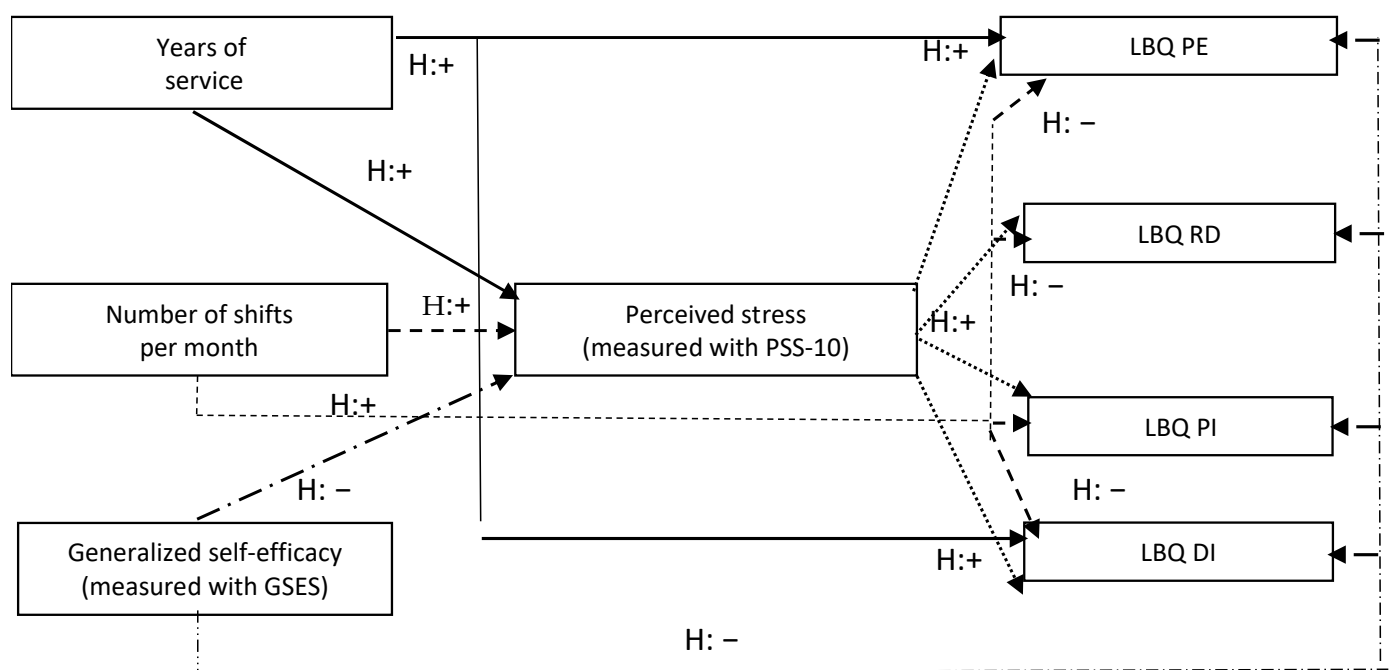 Years of
service
H:+
H:+
LBQ PE
H: −
H:+
LBQ RD
H: −
Number of shifts
per month
H:+
Perceived stress
(measured with PSS-10)
H:+
H:+
LBQ PI
H: −
H: −
Generalized self-efficacy
(measured with GSES)
H:+
LBQ DI
H: −